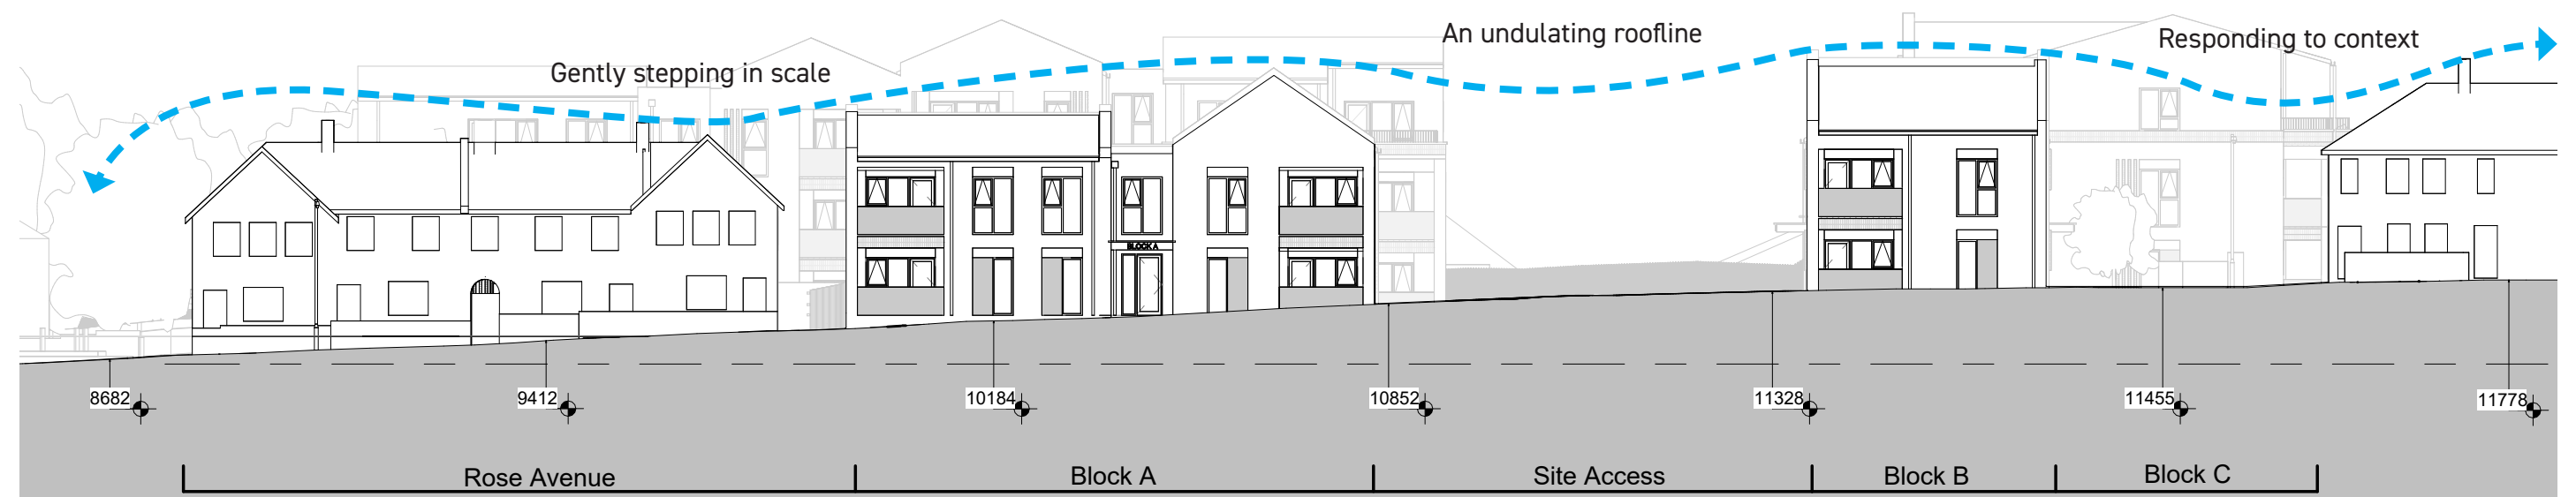 An undulating roofline
Responding to context
Gently stepping in scale
BLOCK A
8682
9412
10184
10852
11328
11455
11778
Rose Avenue
Block A
Site Access
Block B
Block C